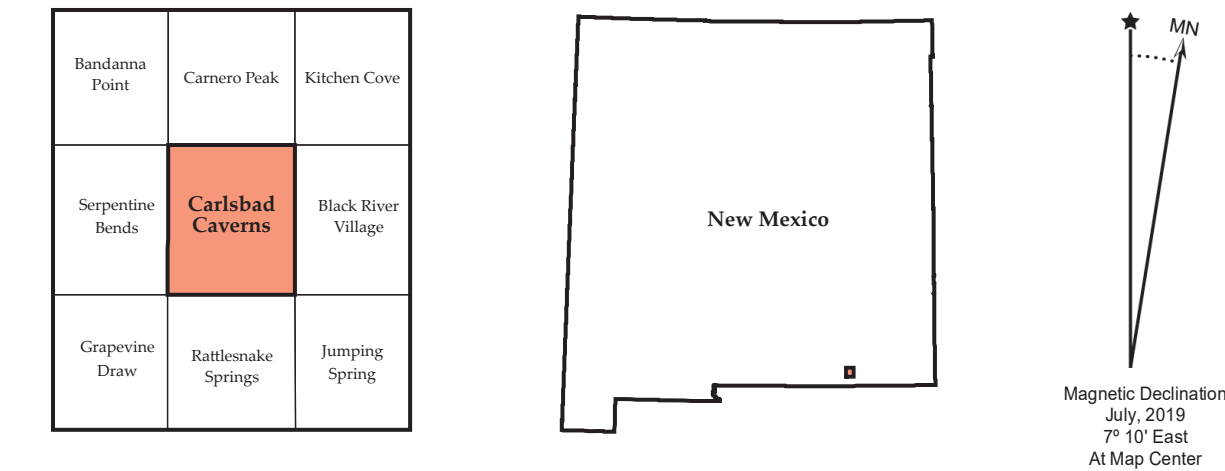 Bandanna
Point
Carnero Peak
Kitchen Cove
Serpentine
Bends
Carlsbad
Caverns
Black River
Village
Grapevine
Draw
Rattlesnake
Springs
Jumping
Spring
New Mexico
MN
Magnetic Declination
July, 2019
7º 10' East
At Map Center